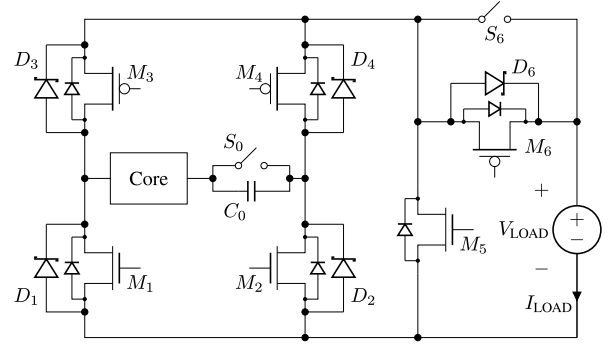 S6
D3
M3
M4
D4
D6
M6
S0
Core
C0
+
VLOAD
+
−
−
M5
D1
M1
M2
D2
ILOAD